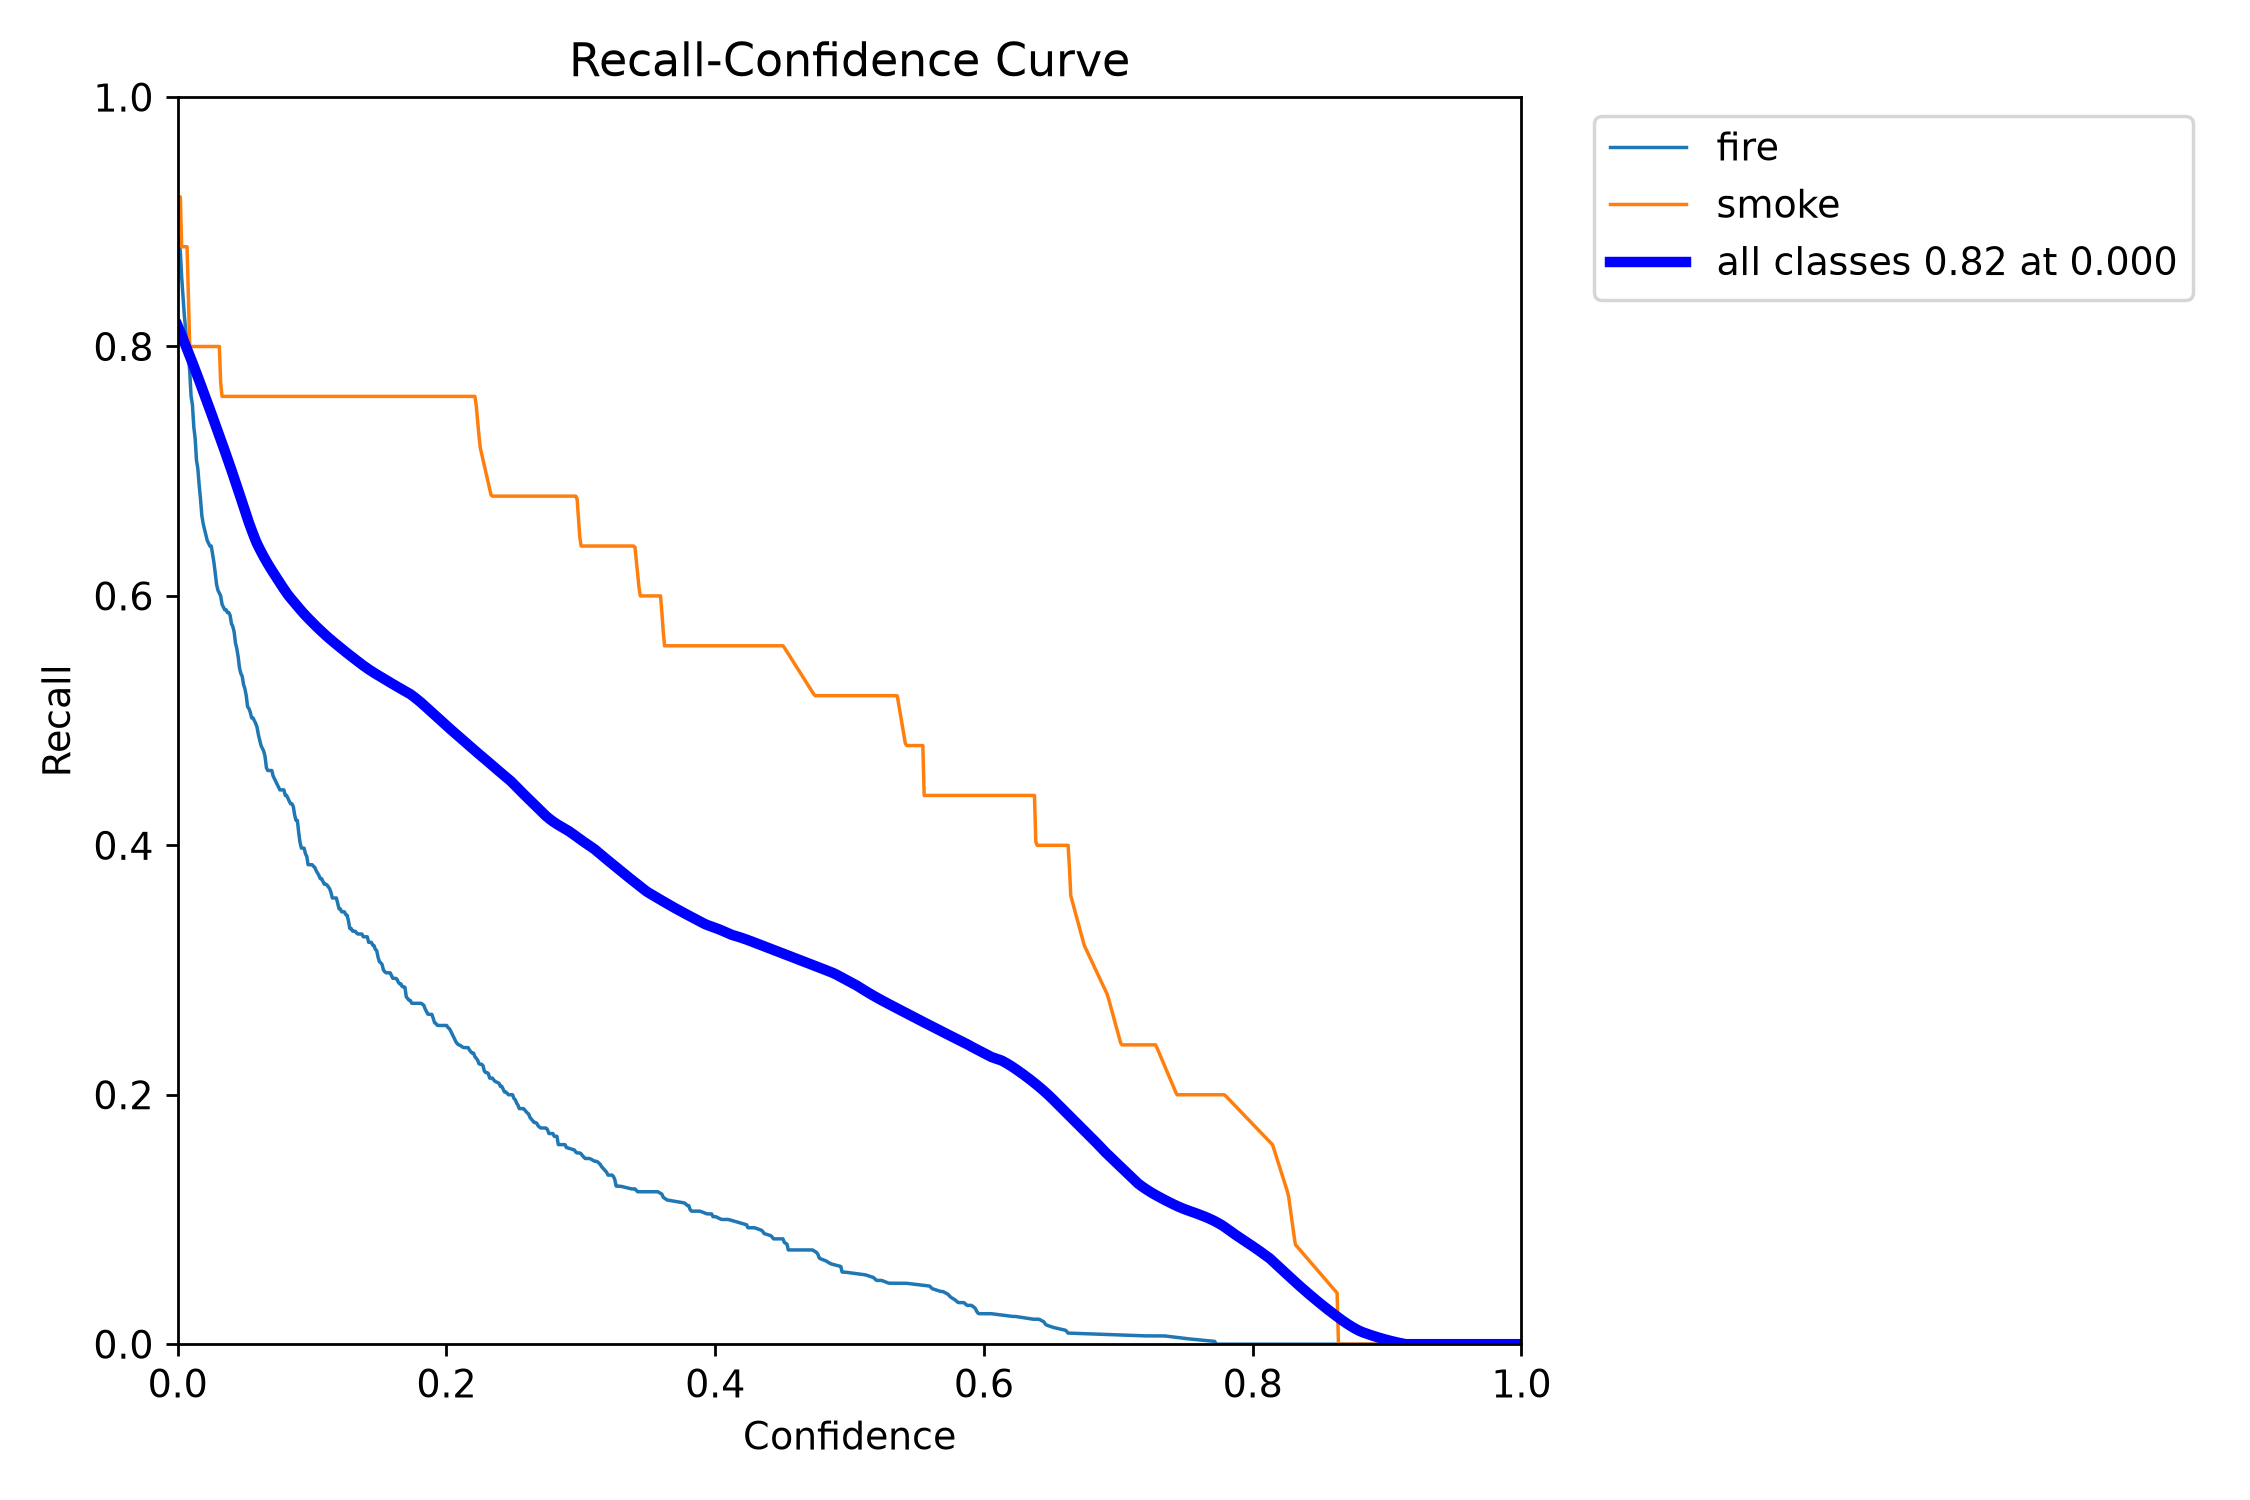 Recall-Confidence Curve
1.0
0.8
0.6
0.4
0.2
0.0
Recall
0.0 0.2 0.4 0.6 0.8 1.0
Confidence
fire
smoke
all classes 0.82 at 0.000